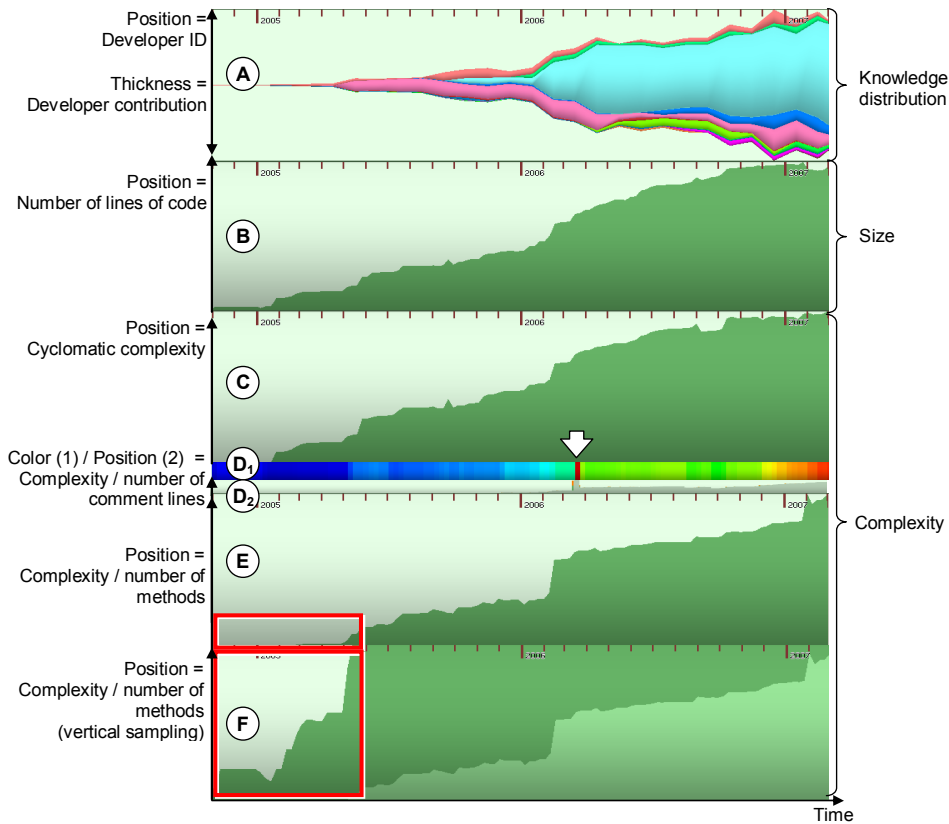 Position =
Developer ID
Thickness =
Developer contribution
2005
2006
2007
A
Knowledge
distribution
Position =
Number of lines of code
2005
2006
2007
B
Size
Position =
Cyclomatic complexity
2005
2006
2007
C
Color (1) / Position (2) =
Complexity / number of
comment lines
D1
D2
2005
2006
2007
Position =
Complexity / number of
methods
E
Complexity
Position =
Complexity / number of
methods
(vertical sampling)
2005
2006
2007
F
Time